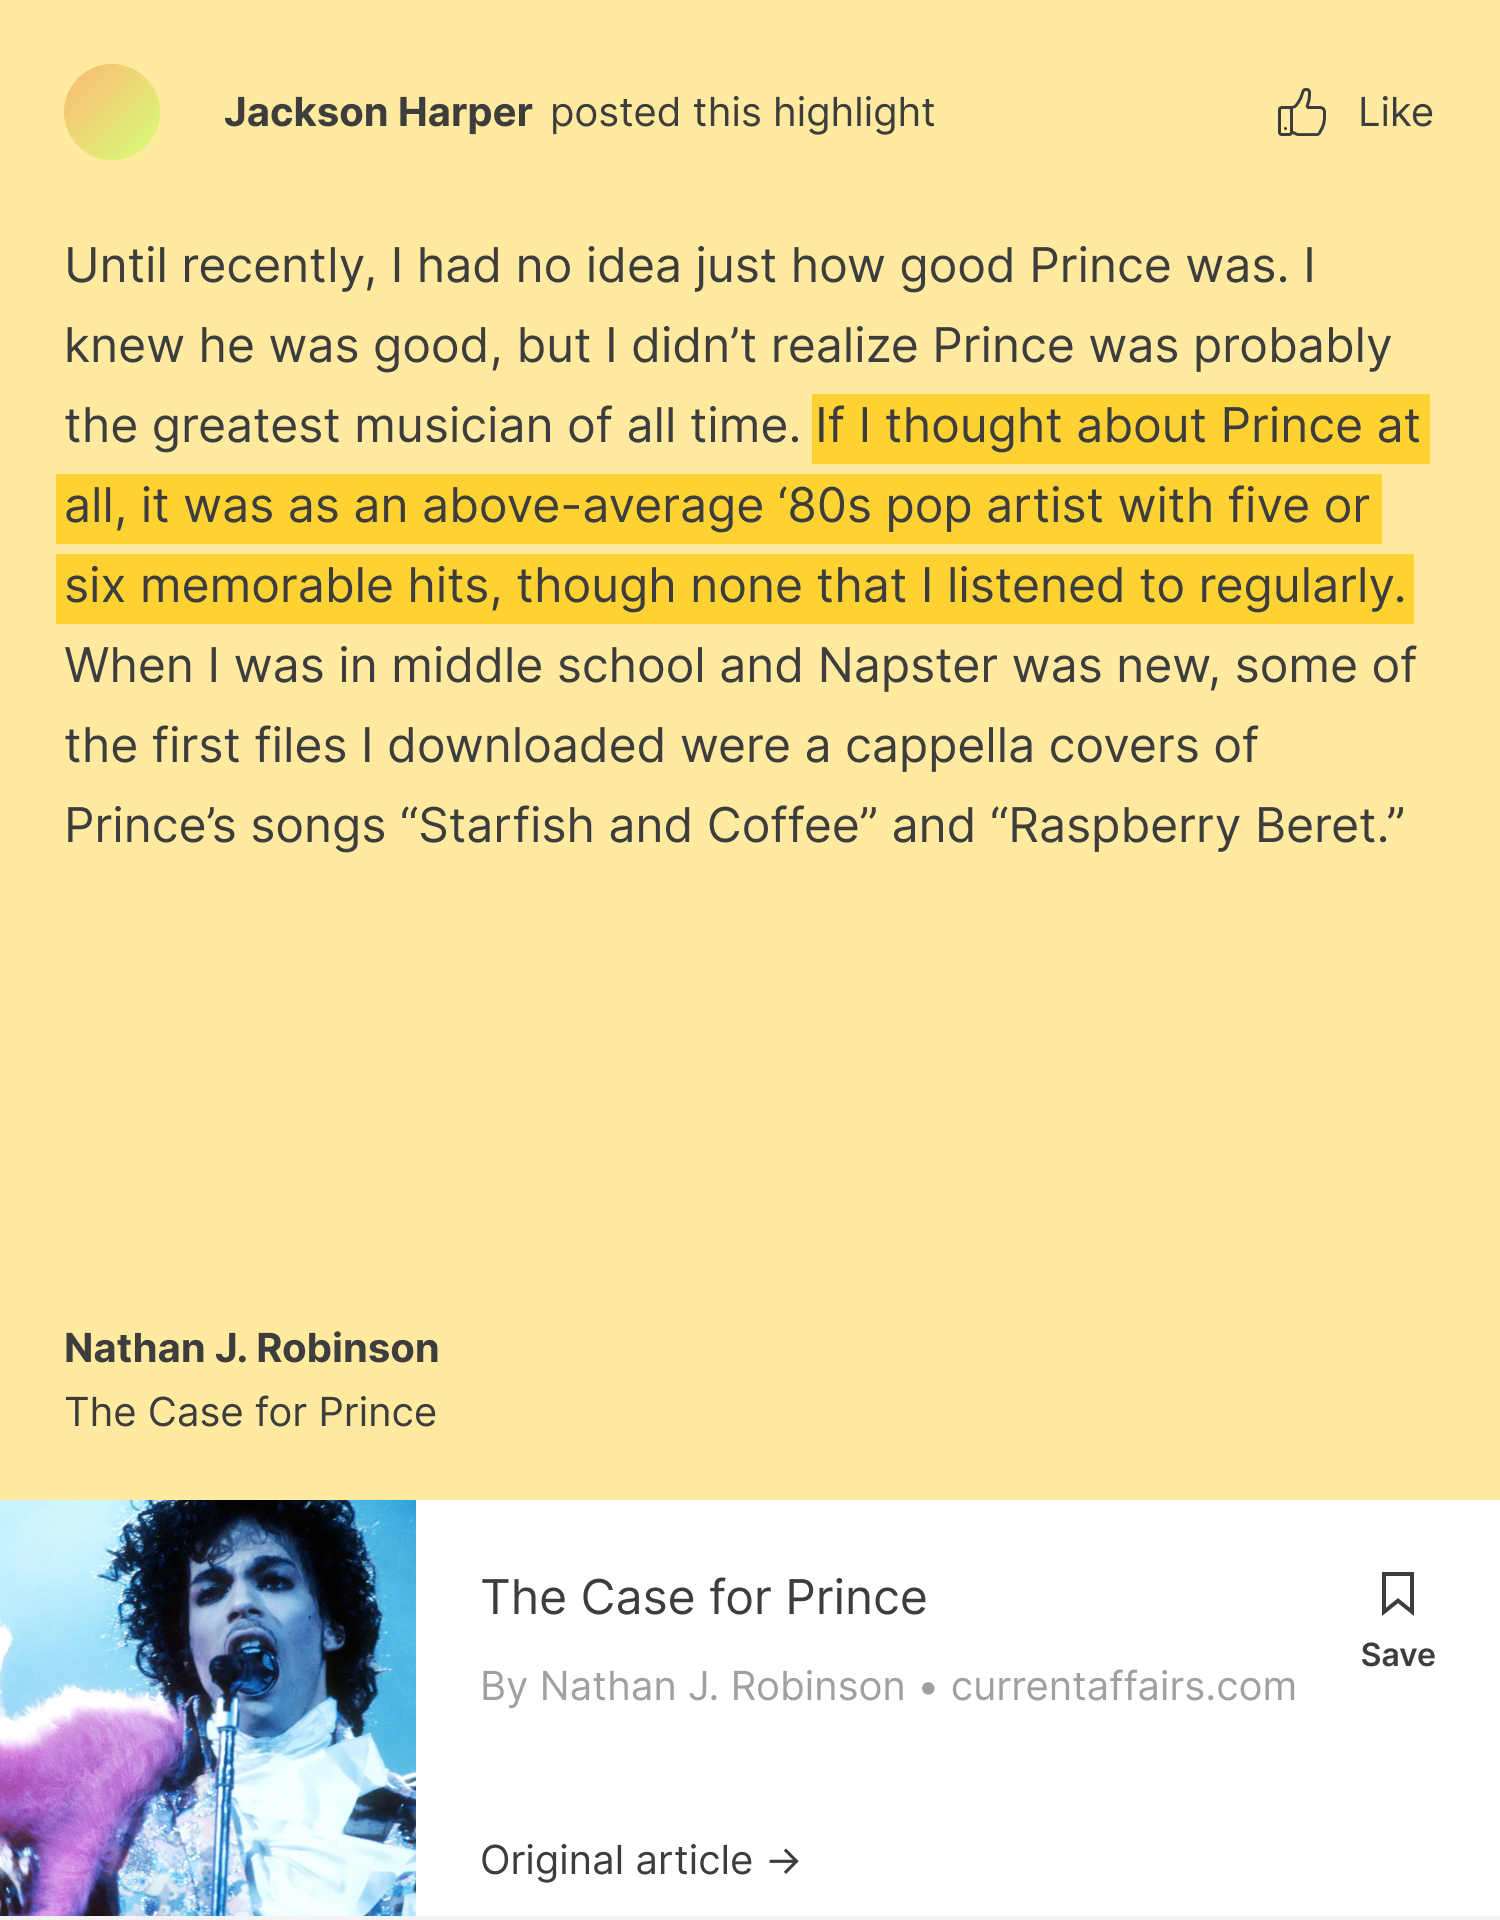 Jackson Harper posted this highlight
Like
Until recently, I had no idea just how good Prince was. I
knew he was good, but I didn’t realize Prince was probably
the greatest musician of all time. If I thought about Prince at
all, it was as an above-average ‘80s pop artist with five or
six memorable hits, though none that I listened to regularly.
When I was in middle school and Napster was new, some of
the first files I downloaded were a cappella covers of
Prince’s songs “Starfish and Coffee” and “Raspberry Beret.”
Nathan J. Robinson
The Case for Prince
The Case for Prince
Save
By Nathan J. Robinson • currentaffairs.com
Original article →